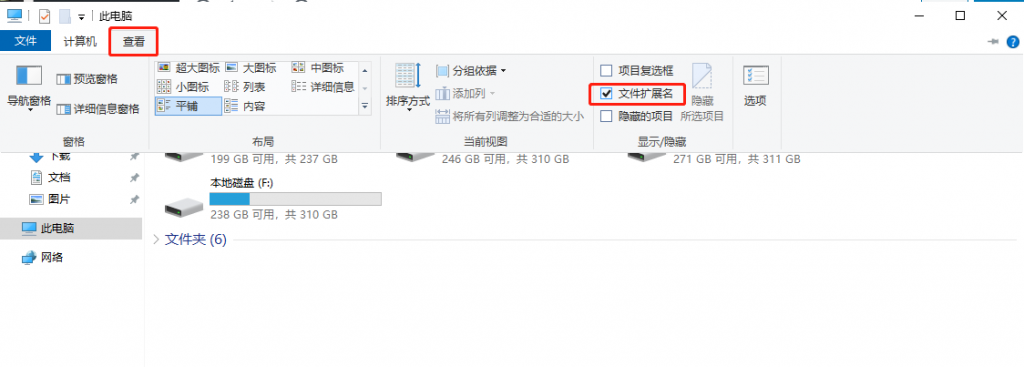 此电脑
文件 计算机 查看
导航窗格 预览窗格 详细信息窗格
窗格
超大图标 大图标 中图标
小图标 列表 详细信息
平铺 内容
布局
排序方式 分组依据
添加列
将所有列调整为合适的大小
当前视图
项目复选框
文件扩展名
隐藏的项目
隐藏
所选项目
显示/隐藏
选项
下载
文档
图片
此电脑
网络
199 GB 可用，共 237 GB
246 GB 可用，共 310 GB
271 GB 可用，共 311 GB
本地磁盘 (F:)
238 GB 可用，共 310 GB
文件夹 (6)